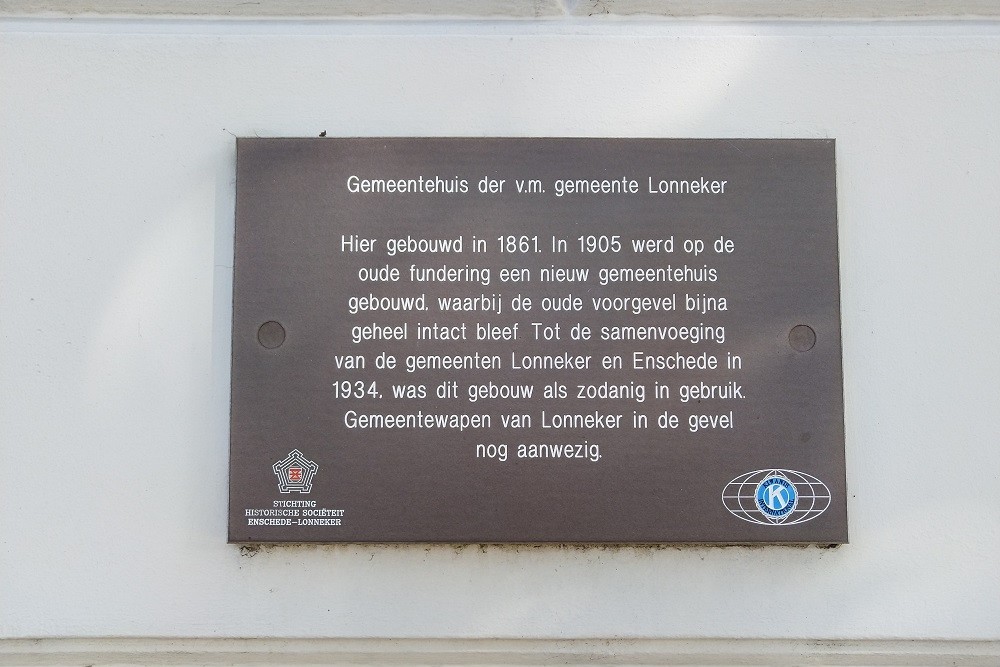 Gemeentehuis der v.m. gemeente Lonneker
Hier gebouwd in 1861. In 1905 werd op de
oude fundering een nieuw gemeentehuis
gebouwd, waarbij de oude voorgevel bijna
geheel intact bleef. Tot de samenvoeging
van de gemeenten Lonneker en Enschede in
1934, was dit gebouw als zodanig in gebruik.
Gemeentewapen van Lonneker in de gevel
nog aanwezig.
STICHTING
HISTORISCHE SOCIËTEIT
ENSCHEDE-LONNEKER
KIWANIS
K
INTERNATIONAL